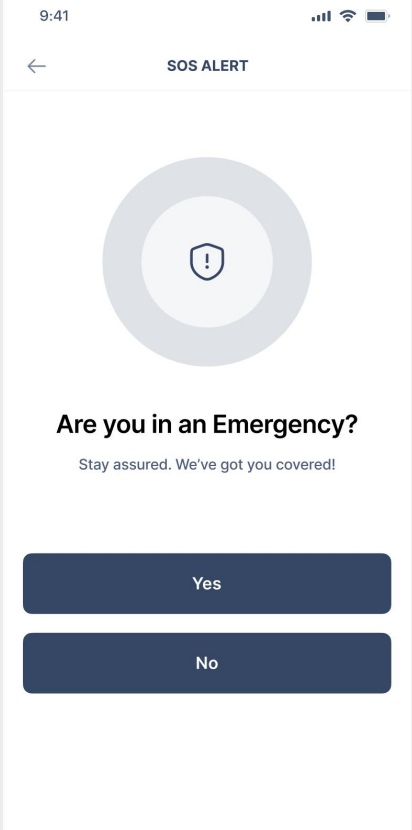 9:41
SOS ALERT
Are you in an Emergency?
Stay assured. We’ve got you covered!
Yes
No